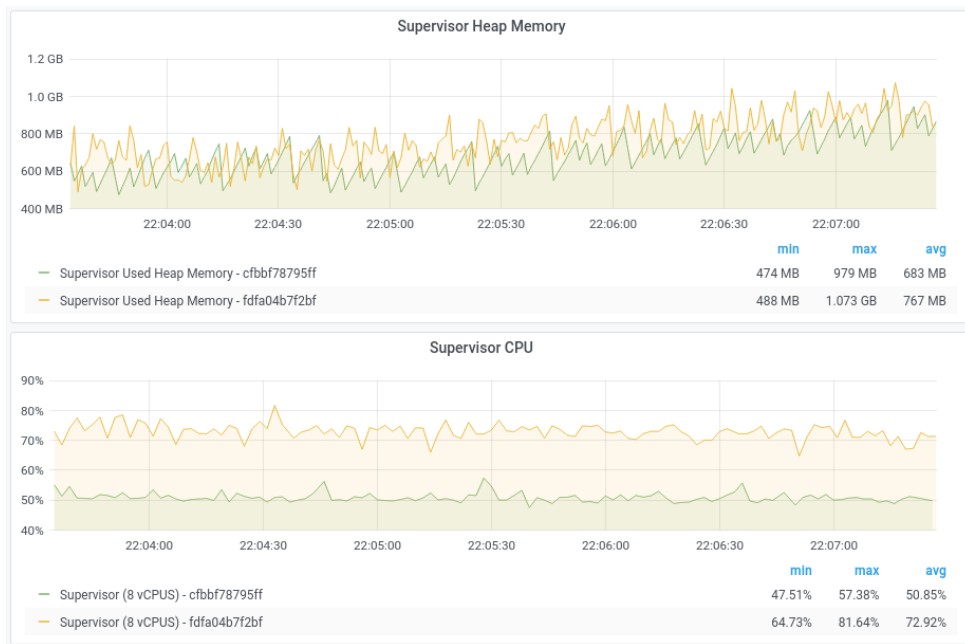 Supervisor Heap Memory
1.2 GB
1.0 GB
800 MB
600 MB
400 MB
22:04:00 22:04:30 22:05:00 22:05:30 22:06:00 22:06:30 22:07:00
min max avg
Supervisor Used Heap Memory - cfbbf78795ff 474 MB 979 MB 683 MB
Supervisor Used Heap Memory - fdfa04b7f2bf 488 MB 1.073 GB 767 MB
Supervisor CPU
90%
80%
70%
60%
50%
40%
22:04:00 22:04:30 22:05:00 22:05:30 22:06:00 22:06:30 22:07:00
min max avg
Supervisor (8 vCPUS) - cfbbf78795ff 47.51% 57.38% 50.85%
Supervisor (8 vCPUS) - fdfa04b7f2bf 64.73% 81.64% 72.92%